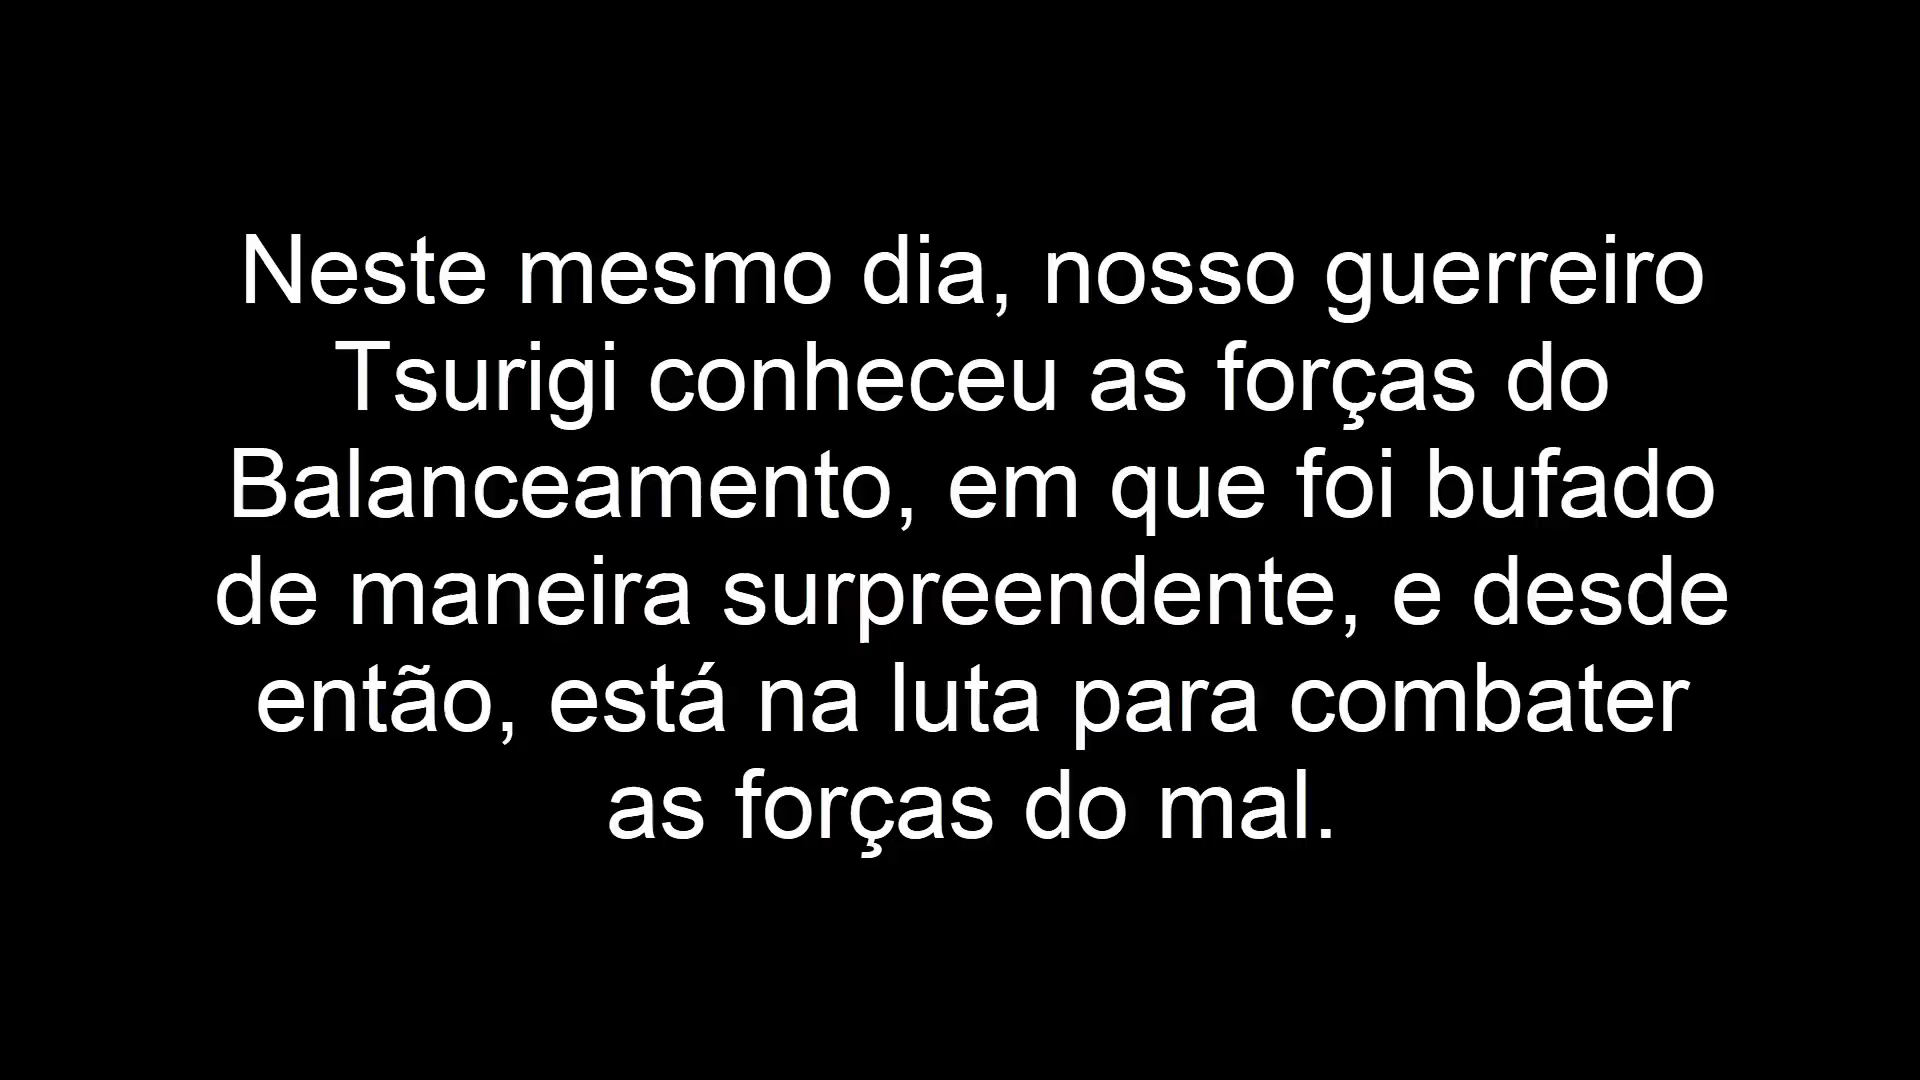 Neste mesmo dia, nosso guerreiro
Tsurigi conheceu as forças do
Balanceamento, em que foi bufado
de maneira surpreendente, e desde
então, está na luta para combater
as forças do mal.